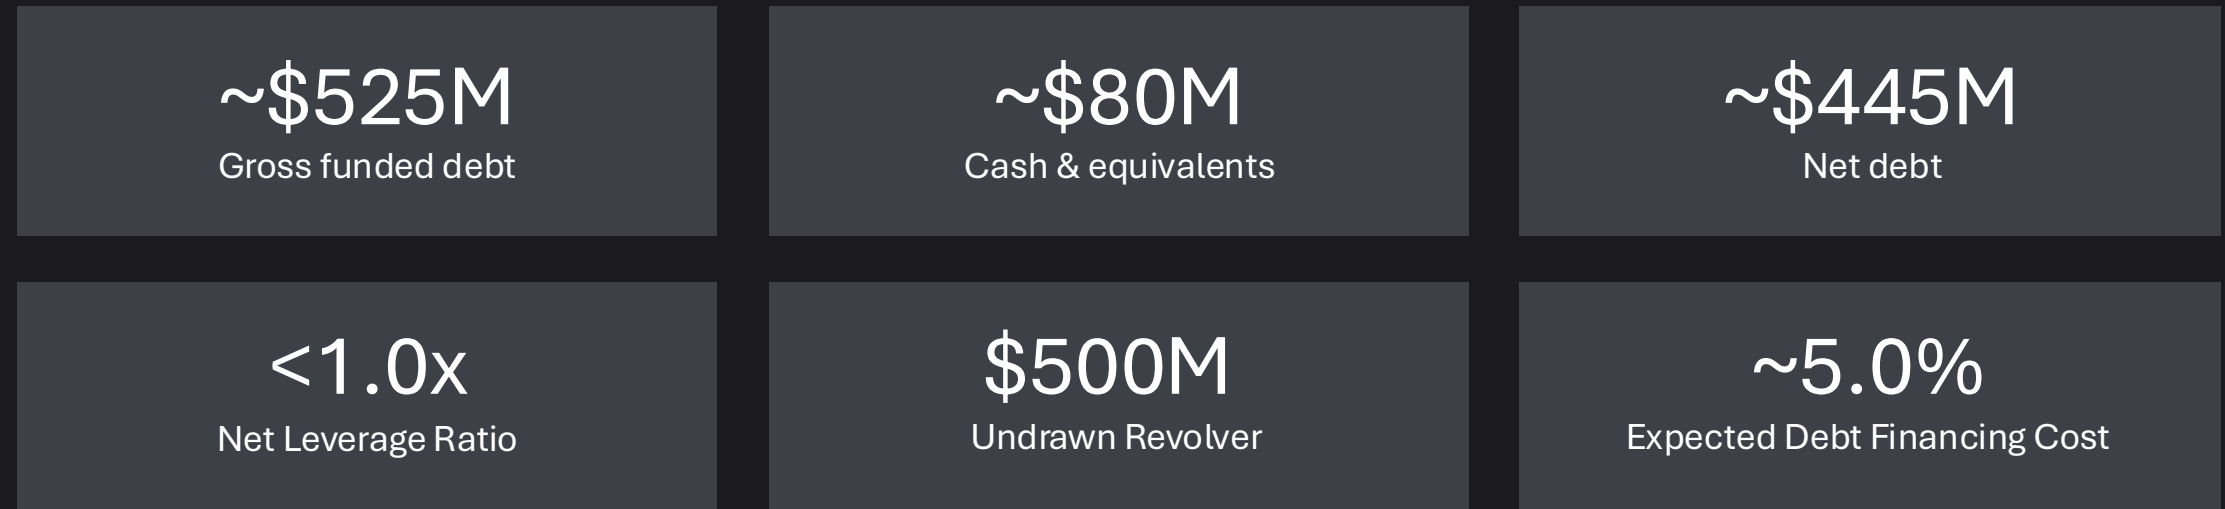 ~$525M
Gross funded debt
~$80M
Cash & equivalents
~$445M
Net debt
<1.0x
Net Leverage Ratio
$500M
Undrawn Revolver
~5.0%
Expected Debt Financing Cost